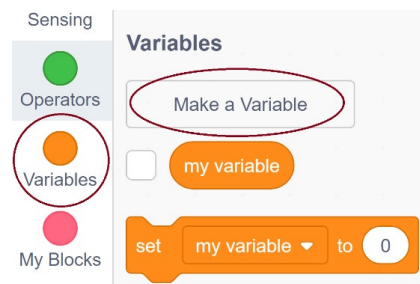 Sensing
Operators
Variables
My Blocks
Variables
Make a Variable
my variable
set my variable to 0